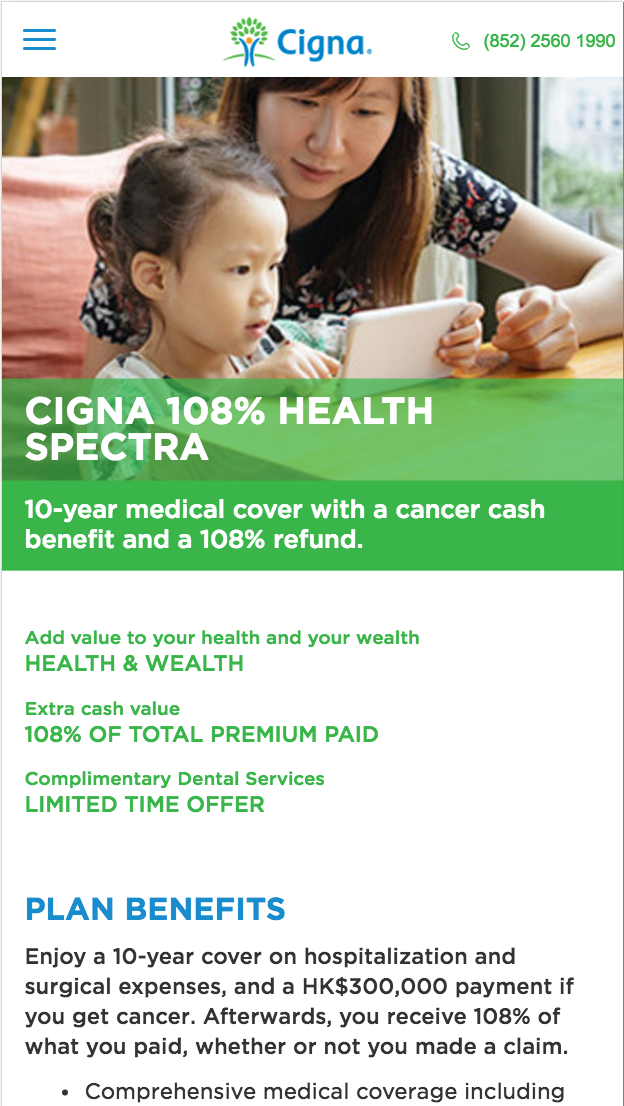 Cigna.
(852) 2560 1990
CIGNA 108% HEALTH
SPECTRA
10-year medical cover with a cancer cash
benefit and a 108% refund.
Add value to your health and your wealth
HEALTH & WEALTH
Extra cash value
108% OF TOTAL PREMIUM PAID
Complimentary Dental Services
LIMITED TIME OFFER
PLAN BENEFITS
Enjoy a 10-year cover on hospitalization and
surgical expenses, and a HK$300,000 payment if
you get cancer. Afterwards, you receive 108% of
what you paid, whether or not you made a claim.
• Comprehensive medical coverage including